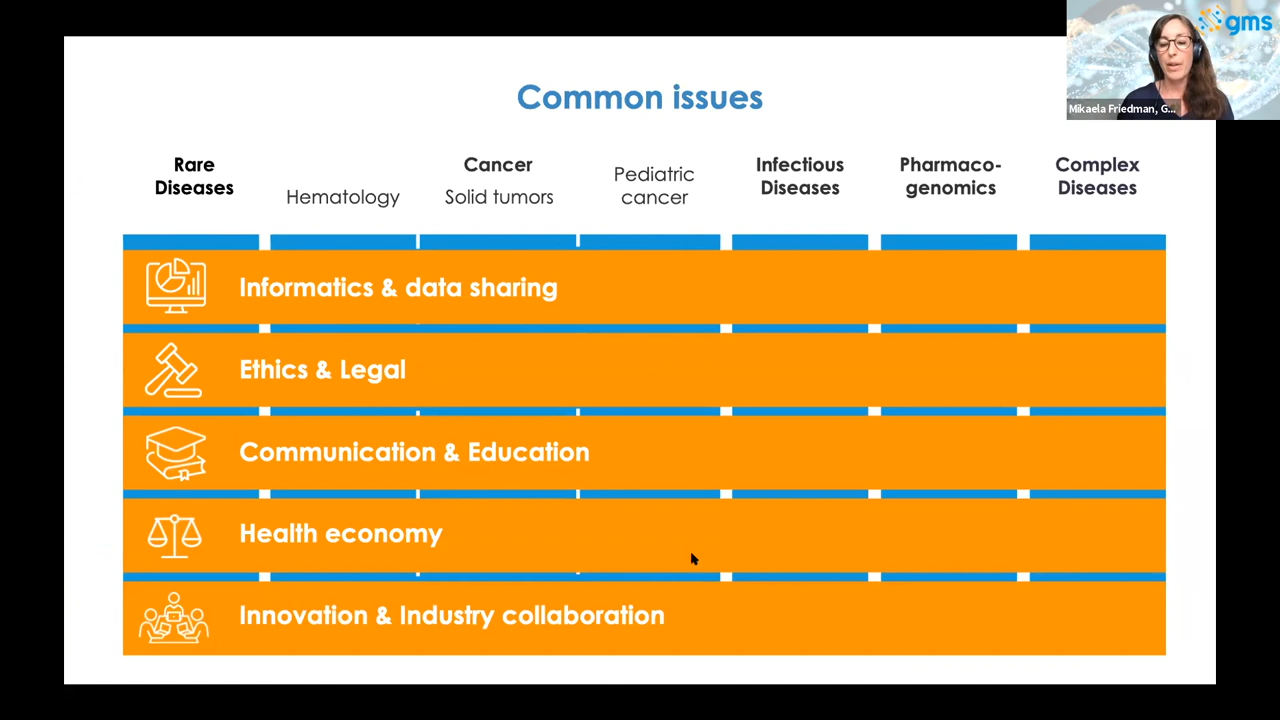 gms
Mikaela Friedman, G...
Common issues
Rare
Diseases
Hematology
Cancer
Solid tumors
Pediatric
cancer
Infectious
Diseases
Pharmaco-
genomics
Complex
Diseases
Informatics & data sharing
Ethics & Legal
Communication & Education
Health economy
Innovation & Industry collaboration